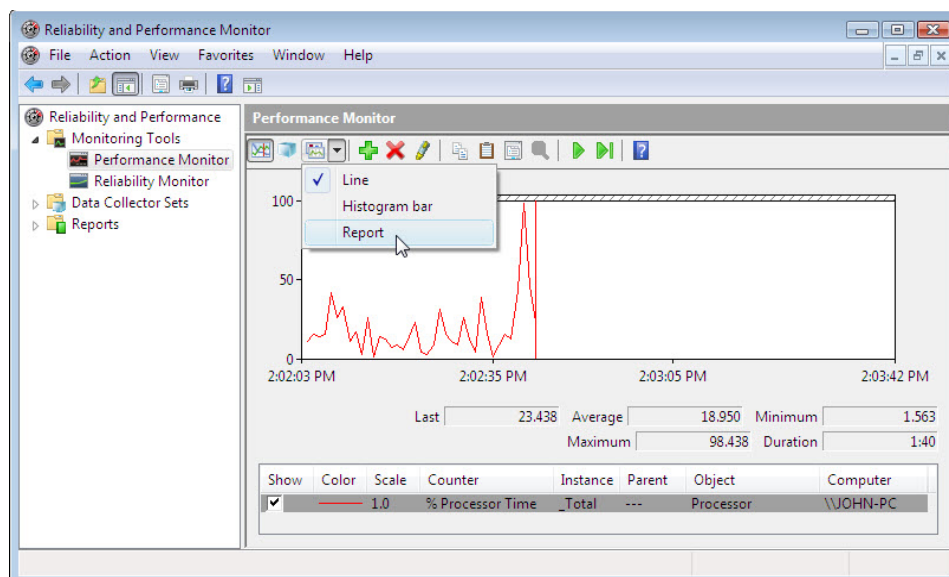 Reliability and Performance Monitor
File Action View Favorites Window Help
Reliability and Performance
Monitoring Tools
Performance Monitor
Reliability Monitor
Data Collector Sets
Reports
Performance Monitor
Line
Histogram bar
Report
100
50
0
2:02:03 PM 2:02:35 PM 2:03:05 PM 2:03:42 PM
Last 23.438 Average 18.950 Minimum 1.563
Maximum 98.438 Duration 1:40
Show Color Scale Counter Instance Parent Object Computer
1.0 % Processor Time _Total --- Processor \\JOHN-PC